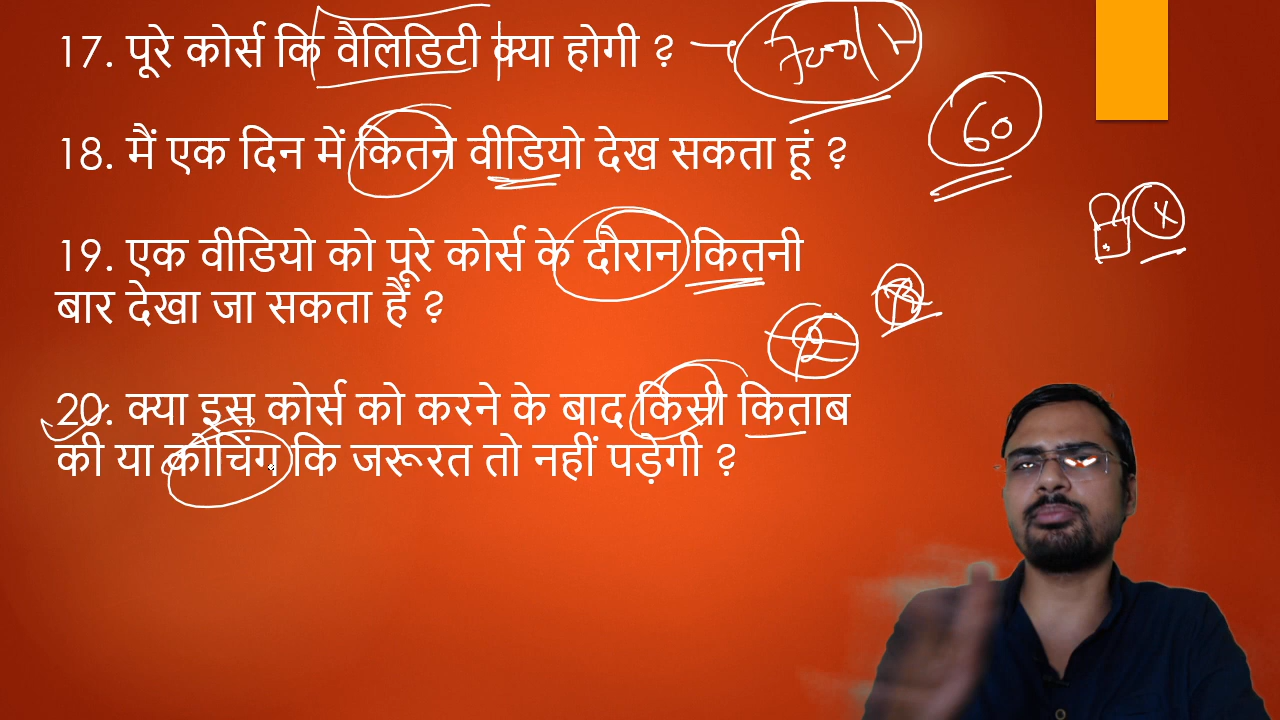 17. पूरे कोर्स कि वैलिडिटी क्या होगी ?
18. मैं एक दिन में कितने वीडियो देख सकता हूं ?
60
X
19. एक वीडियो को पूरे कोर्स के दौरान कितनी
बार देखा जा सकता हैं ?
20. क्या इस कोर्स को करने के बाद किसी किताब
की या कोचिंग कि जरूरत तो नहीं पड़ेगी ?